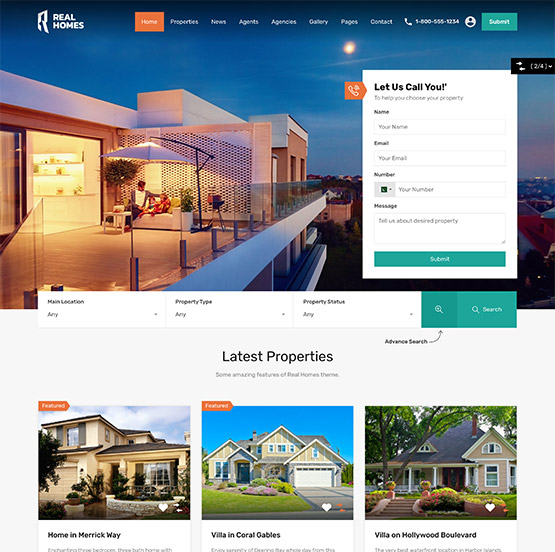 REAL
HOMES
Home Properties News Agents Agencies Gallery Pages Contact 1-800-555-1234 Submit
( 2/4 )
Let Us Call You!'
To help you choose your property
Name
Your Name
Email
Your Email
Number
Your Number
Message
Tell us about desired property
Submit
Main Location Property Type Property Status
Any Any Any Search
Advance Search
Latest Properties
Some amazing features of Real Homes theme.
Featured Featured
Home in Merrick Way Villa in Coral Gables Villa on Hollywood Boulevard
Enchanting three bedroom, three bath home with Enjoy serenity of Deering Bay whole day from this The very best waterfront location in Harbor Islands